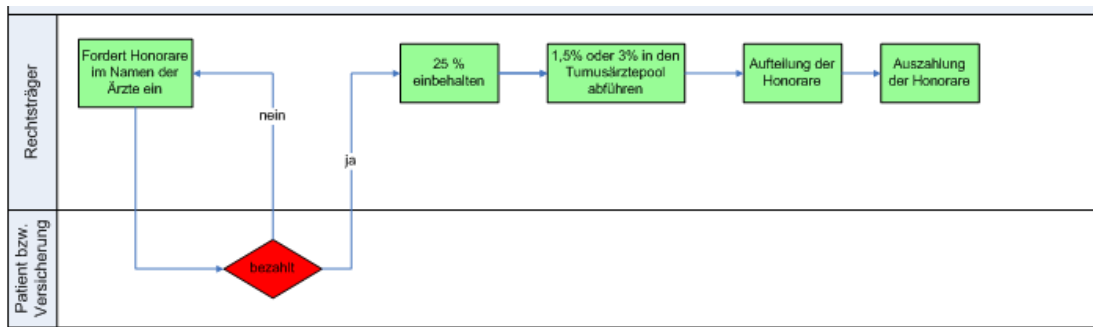 Rechtsträger
Fordert Honorare
im Namen der
Ärzte ein
25 %
einbehalten
1,5% oder 3% in den
Turnusärztepool
abführen
Aufteilung der
Honorare
Auszahlung
der Honorare
nein
ja
Patient bzw.
Versicherung
bezahlt